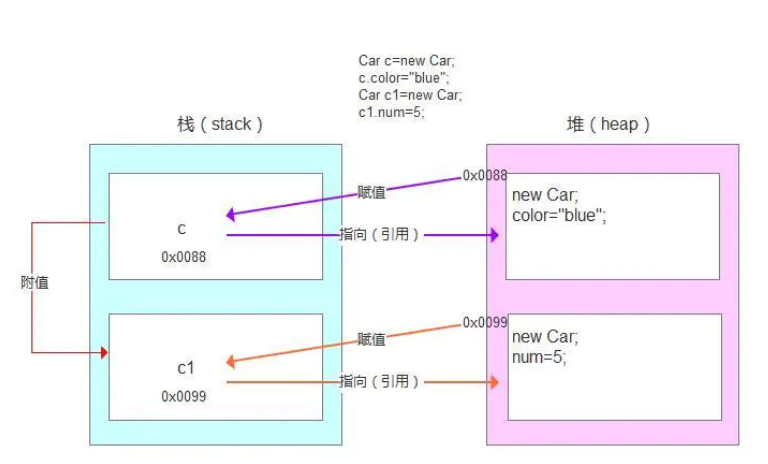 Car c=new Car;
c.color="blue";
Car c1=new Car;
c1.num=5;
栈（stack）
堆（heap）
0x0088
赋值
new Car;
color="blue";
c
指向（引用）
0x0088
附值
0x0099
赋值
new Car;
num=5;
c1
指向（引用）
0x0099